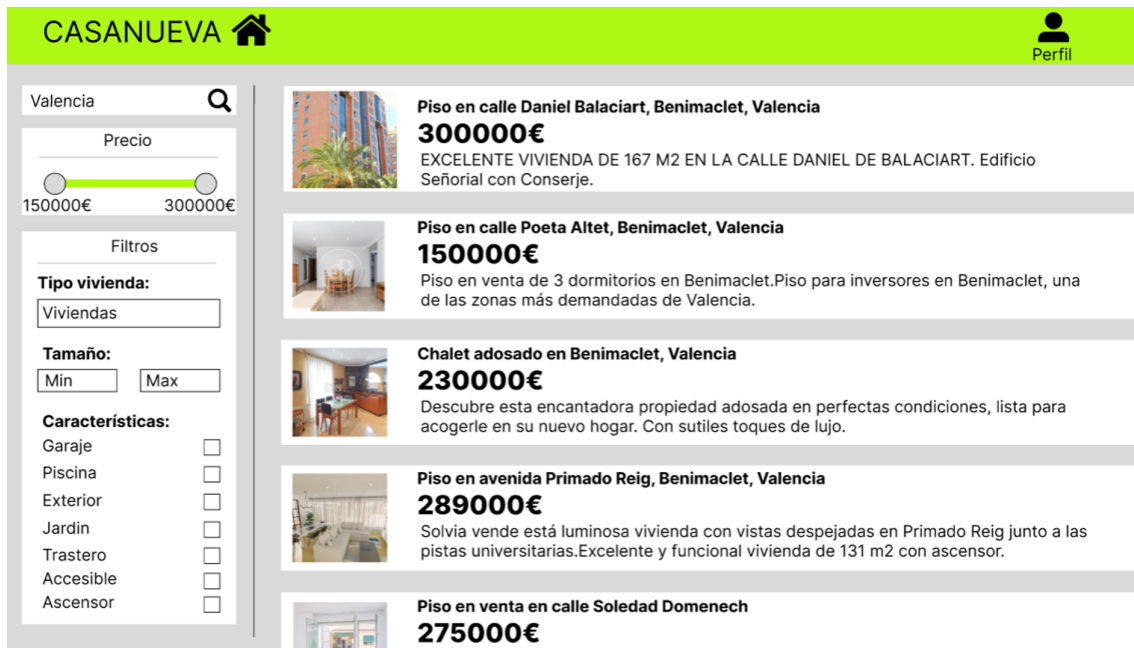 CASANUEVA
Perfil
Valencia
Precio
150000€ 300000€
Filtros
Tipo vivienda:
Viviendas
Tamaño:
Min Max
Características:
Garaje
Piscina
Exterior
Jardin
Trastero
Accesible
Ascensor
Piso en calle Daniel Balaciart, Benimaclet, Valencia
300000€
EXCELENTE VIVIENDA DE 167 M2 EN LA CALLE DANIEL DE BALACIART. Edificio
Señorial con Conserje.
Piso en calle Poeta Altet, Benimaclet, Valencia
150000€
Piso en venta de 3 dormitorios en Benimaclet.Piso para inversores en Benimaclet, una
de las zonas más demandadas de Valencia.
Chalet adosado en Benimaclet, Valencia
230000€
Descubre esta encantadora propiedad adosada en perfectas condiciones, lista para
acogerle en su nuevo hogar. Con sutiles toques de lujo.
Piso en avenida Primado Reig, Benimaclet, Valencia
289000€
Solvia vende está luminosa vivienda con vistas despejadas en Primado Reig junto a las
pistas universitarias.Excelente y funcional vivienda de 131 m2 con ascensor.
Piso en venta en calle Soledad Domenech
275000€